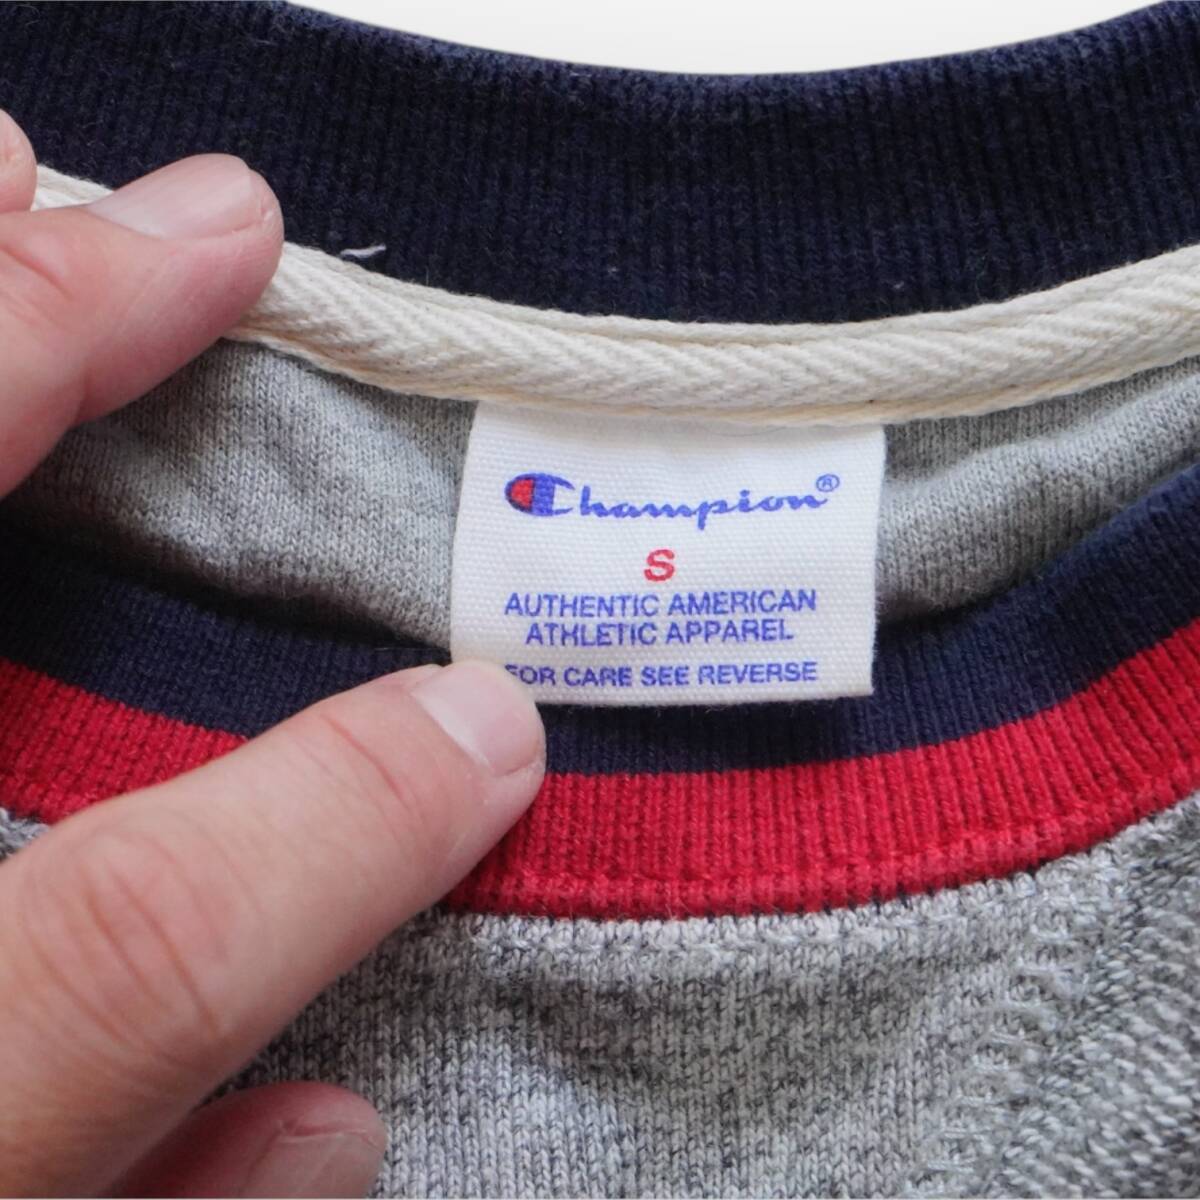 Champion®
S
AUTHENTIC AMERICAN
ATHLETIC APPAREL
FOR CARE SEE REVERSE